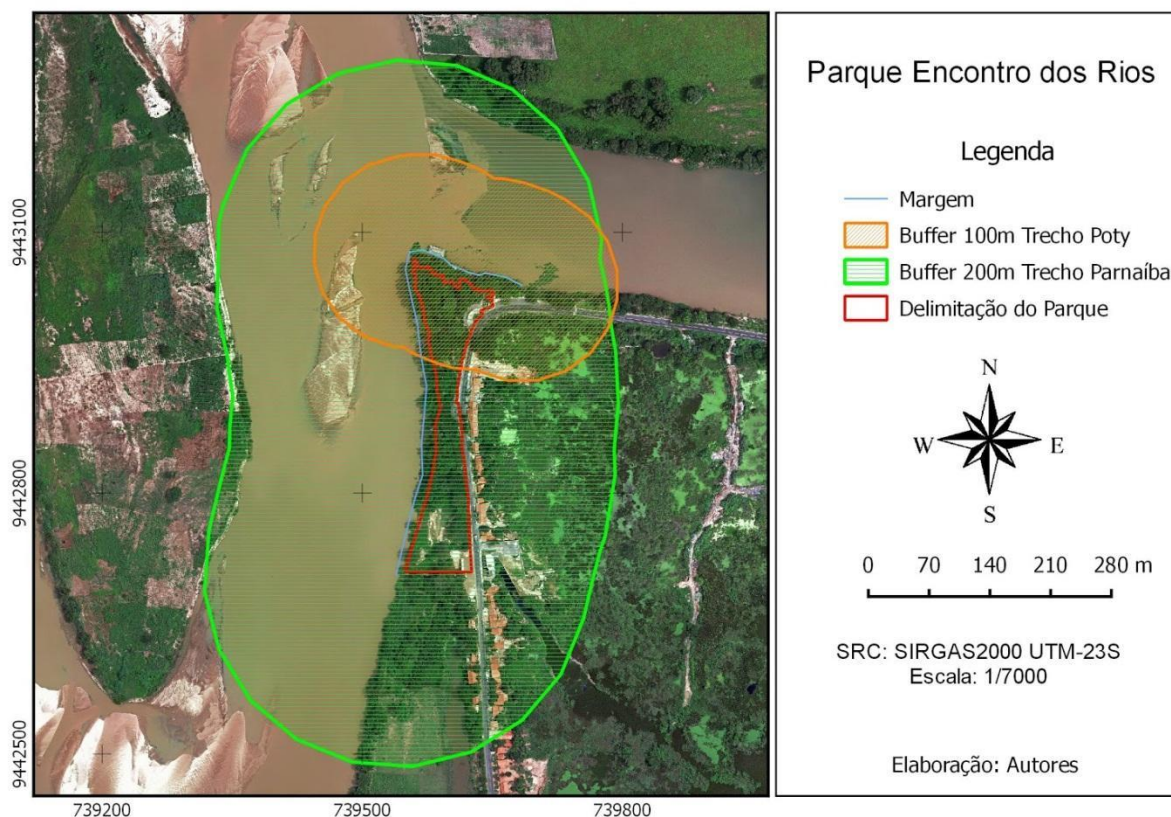 Parque Encontro dos Rios
Legenda
Margem
Buffer 100m Trecho Poty
Buffer 200m Trecho Parnaíba
Delimitação do Parque
N
W
E
S
0 70 140 210 280 m
SRC: SIRGAS2000 UTM-23S
Escala: 1/7000
Elaboração: Autores
9443100
9442800
9442500
739200 739500 739800